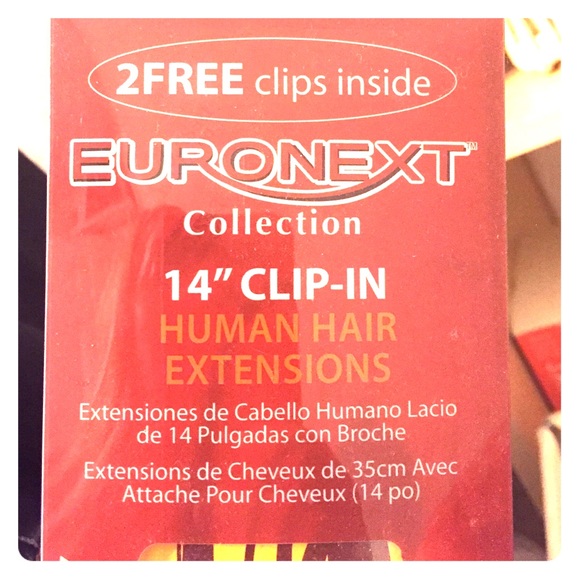 2FREE clips inside
EURONEXT™
Collection
14” CLIP-IN
HUMAN HAIR
EXTENSIONS
Extensiones de Cabello Humano Lacio
de 14 Pulgadas con Broche
Extensions de Cheveux de 35cm Avec
Attache Pour Cheveux (14 po)